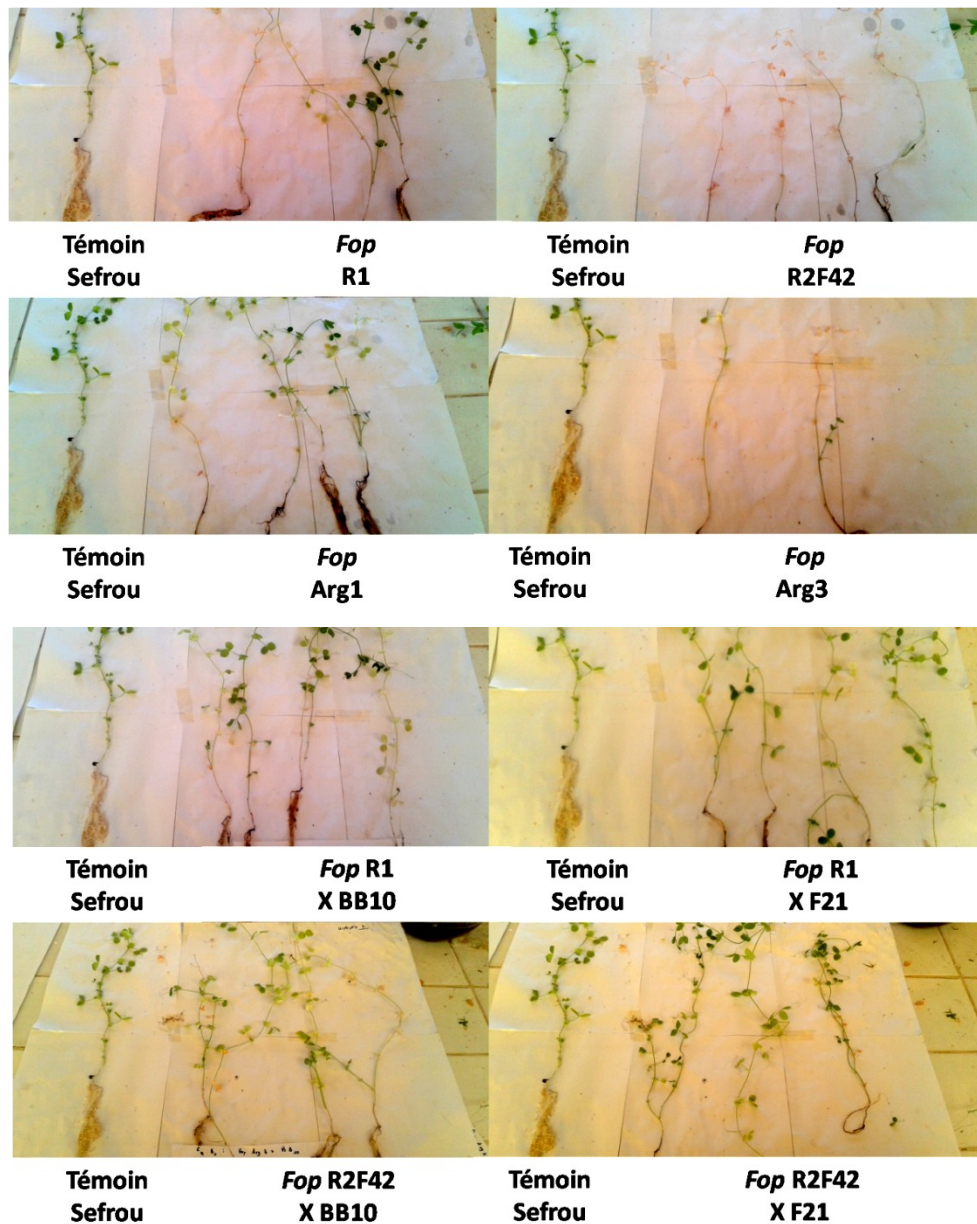 Témoin Fop Témoin Fop
Sefrou R1 Sefrou R2F42
Témoin Fop Témoin Fop
Sefrou Arg1 Sefrou Arg3
Témoin Fop R1 Témoin Fop R1
Sefrou X BB10 Sefrou X F21
Témoin Fop R2F42 Témoin Fop R2F42
Sefrou X BB10 Sefrou X F21